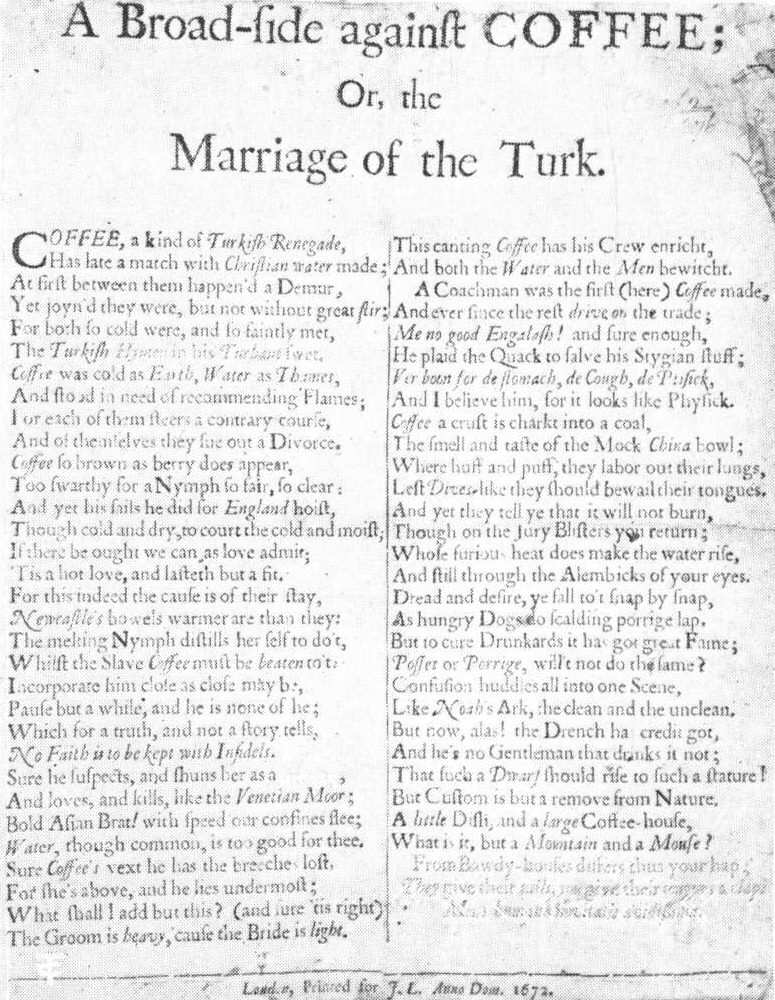 A Broad-ſide againſt COFFEE;
Or, the
Marriage of the Turk.
COFFEE, a kind of Turkiſh Renegade,
Has late a match with Chriſtian water made;
At firſt between them happen'd a Demur,
Yet joyn'd they were, but not without great ſtir;
For both ſo cold were, and ſo faintly met,
The Turkiſh Hymen in his Turbant ſwet.
Coffee was cold as Earth, Water as Thames,
And ſtood in need of recommending Flames;
For each of them ſteers a contrary courſe,
And of themſelves they ſue out a Divorce.
Coffee ſo brown as berry does appear,
Too ſwarthy for a Nymph ſo fair, ſo clear:
And yet his ſails he did for England hoiſt,
Though cold and dry, to court the cold and moiſt;
If there be ought we can, as love admit;
'Tis a hot love, and laſteth but a fit.
For this indeed the cauſe is of their ſtay,
Newcaſtle's bowels warmer are than they:
The melting Nymph diſtills her ſelf to do't,
Whilſt the Slave Coffee muſt be beaten to't:
Incorporate him cloſe as cloſe may be,
Pauſe but a while, and he is none of he;
Which for a truth, and not a ſtory tells,
No Faith is to be kept with Infidels.
Sure he ſuſpects, and ſhuns her as a ,
And loves, and kills, like the Venetian Moor;
Bold Aſian Brat! with ſpeed our confines flee;
Water, though common, is too good for thee.
Sure Coffee's vext he has the breeches loſt,
For ſhe's above, and he lies undermoſt;
What ſhall I add but this? (and ſure 'tis right)
The Groom is heavy, 'cauſe the Bride is light.
This canting Coffee has his Crew enricht,
And both the Water and the Men bewitcht.
A Coachman was the firſt (here) Coffee made,
And ever ſince the reſt drive on the trade;
Me no good Engalaſh! and ſure enough,
He plaid the Quack to ſalve his Stygian ſtuff;
Ver boon for de ſtomach, de Cough, de Ptiſick,
And I believe him, for it looks like Phyſick.
Coffee a cruſt is charkt into a coal,
The ſmell and taſte of the Mock China bowl;
Where huff and puff, they labor out their lungs,
Leſt Dives-like they ſhould bewail their tongues.
And yet they tell ye that it will not burn,
Though on the Jury Bliſters you return;
Whoſe furious heat does make the water riſe,
And ſtill through the Alembicks of your eyes.
Dread and deſire, ye fall to't ſnap by ſnap,
As hungry Dogs do ſcalding porrige lap.
But to cure Drunkards it has got great Fame;
Poſſet or Porrige, will't not do the ſame?
Confuſion huddles all into one Scene,
Like Noah's Ark, the clean and the unclean.
But now, alas! the Drench has credit got,
And he's no Gentleman that drinks it not;
That ſuch a Dwarf ſhould riſe to ſuch a ſtature!
But Cuſtom is but a remove from Nature.
A little Diſh, and a large Coffee-houſe,
What is it, but a Mountain and a Mouſe?
From Bawdy-houſes differs thus your hap;
They give their tails, you give their tongues a clap.
London, Printed for J. L. Anno Dom. 1672.